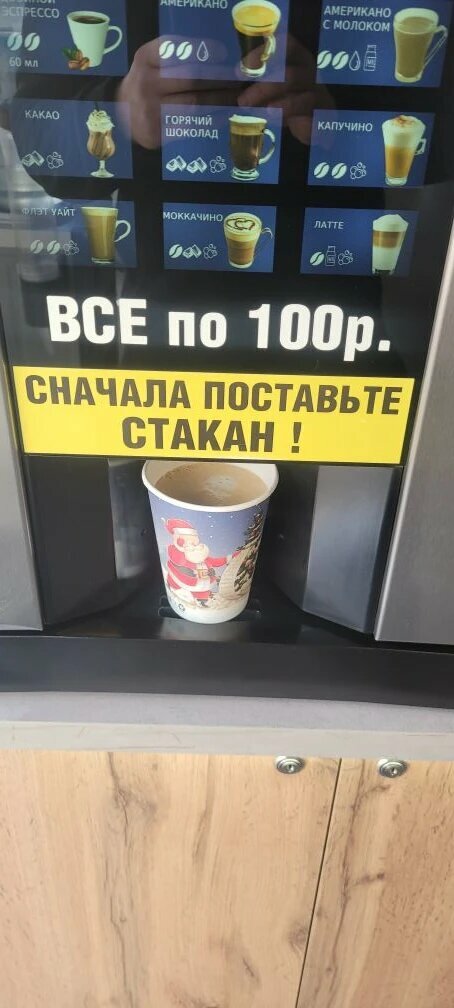 ЭСПРЕССО
60 мл
АМЕРИКАНО
АМЕРИКАНО
С МОЛОКОМ
КАКАО
ГОРЯЧИЙ
ШОКОЛАД
КАПУЧИНО
ФЛЭТ УАЙТ
МОККАЧИНО
ЛАТТЕ
ВСЕ по 100р.
СНАЧАЛА ПОСТАВЬТЕ
СТАКАН !